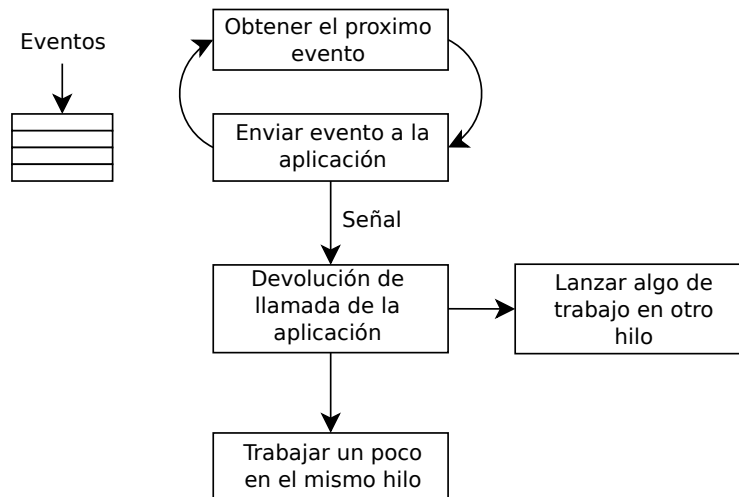 Eventos
Obtener el proximo
evento
Enviar evento a la
aplicación
Señal
Devolución de
llamada de la
aplicación
Lanzar algo de
trabajo en otro
hilo
Trabajar un poco
en el mismo hilo